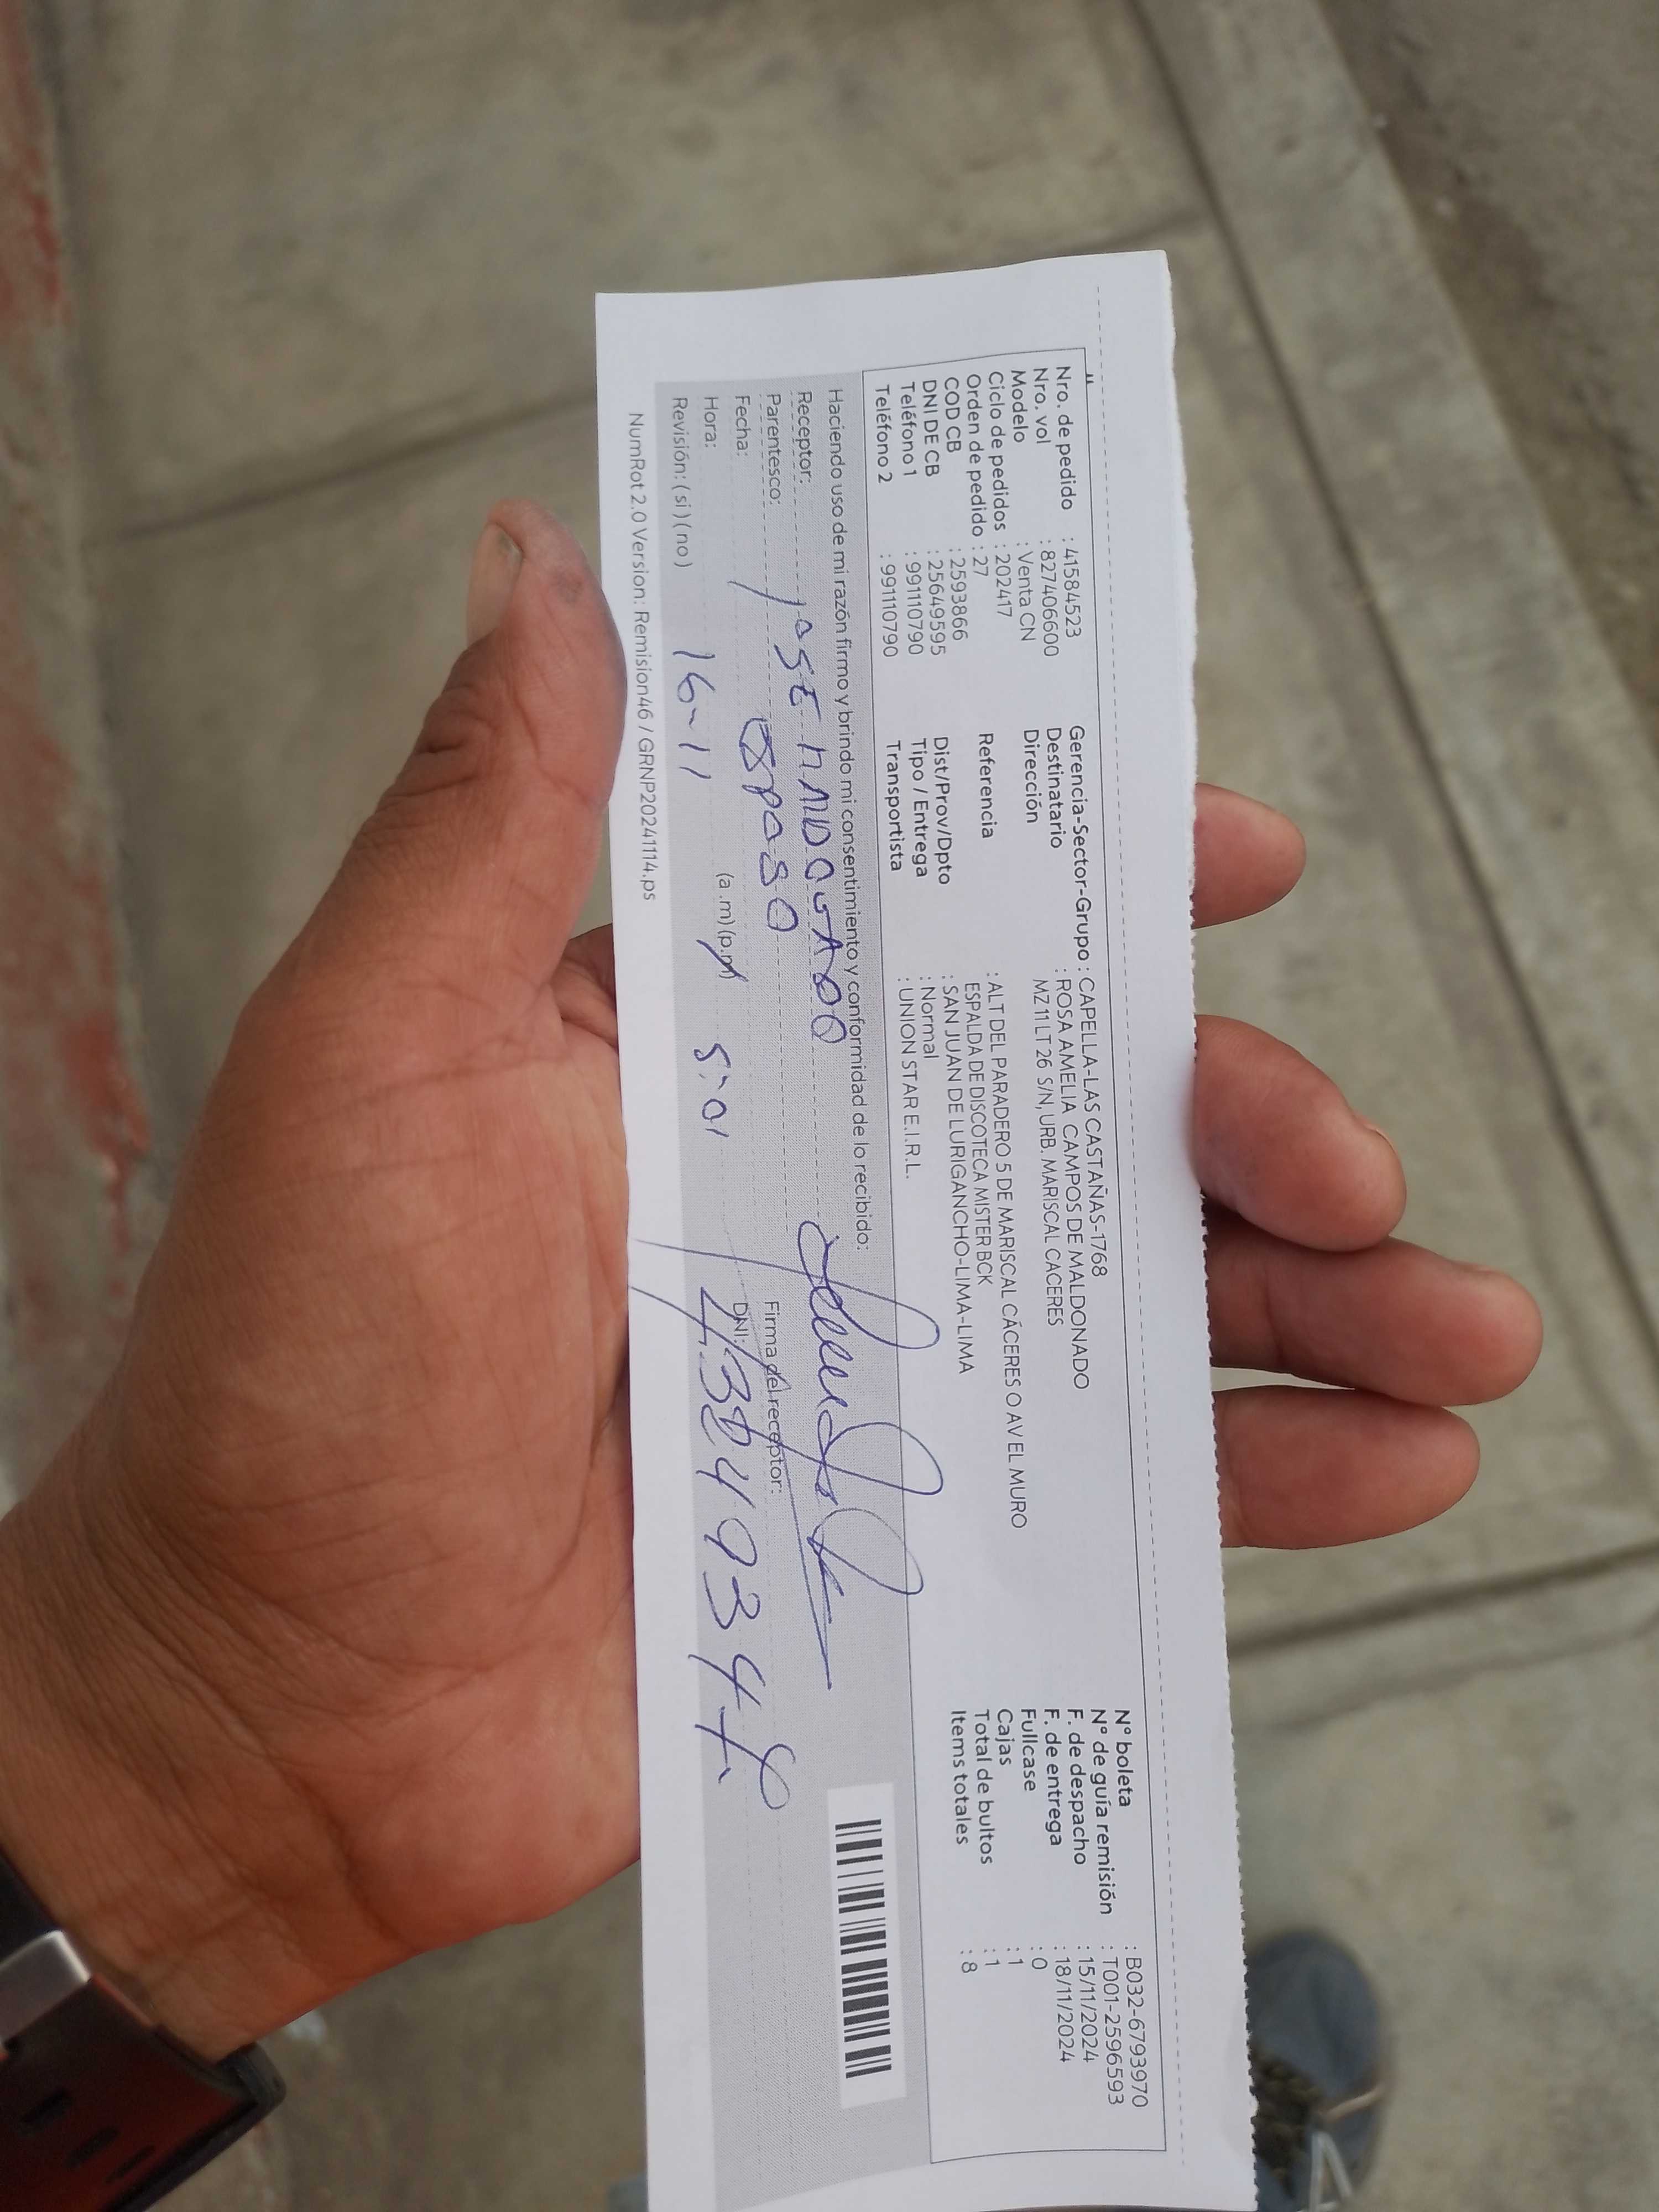 Nro. de pedido : 41584523
Nro. vol : 827406600
Modelo : Venta CN
Ciclo de pedidos : 202417
Orden de pedido : 27
COD CB : 2593866
DNI DE CB : 25649595
Teléfono 1 : 991110790
Teléfono 2 : 991110790
Gerencia-Sector-Grupo : CAPELLA-LAS CASTAÑAS-1768
Destinatario : ROSA AMELIA CAMPOS DE MALDONADO
Dirección MZ11 LT 26 S/N, URB. MARISCAL CACERES
Referencia : ALT DEL PARADERO 5 DE MARISCAL CÁCERES O AV EL MURO
ESPALDA DE DISCOTECA MISTER BCK
Dist/Prov/Dpto : SAN JUAN DE LURIGANCHO-LIMA-LIMA
Tipo / Entrega : Normal
Transportista : UNION STAR E.I.R.L.
N° boleta : B032-6793970
N° de guía remisión : T001-2596593
F. de despacho : 15/11/2024
F. de entrega : 18/11/2024
Fullcase : 0
Cajas : 1
Total de bultos : 1
Items totales : 8
Haciendo uso de mi razón firmo y brindo mi consentimiento y conformidad de lo recibido:
Receptor: JOSE
Parentesco: ESPOSO
Fecha: 16-11
Hora: (a.m)(p.m) 5:01
Revisión: (si)(no)
Firma del receptor:
DNI:
NumRot 2.0 Version: Remision46 / GRNP20241114.ps